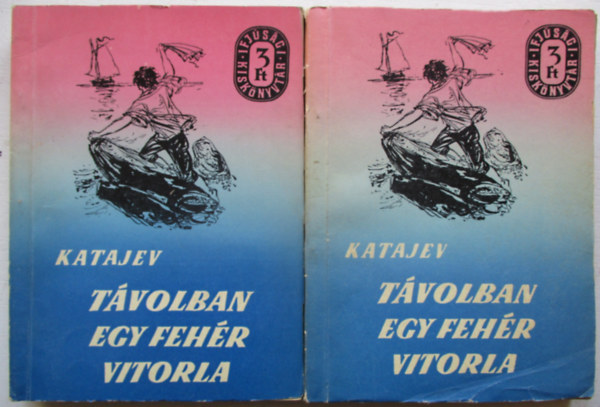 IFJÚSÁGI
3
Ft
KISKÖNYVTÁR
KATAJEV
TÁVOLBAN
EGY FEHÉR
VITORLA
IFJÚSÁGI
3
Ft
KISKÖNYVTÁR
KATAJEV
TÁVOLBAN
EGY FEHÉR
VITORLA